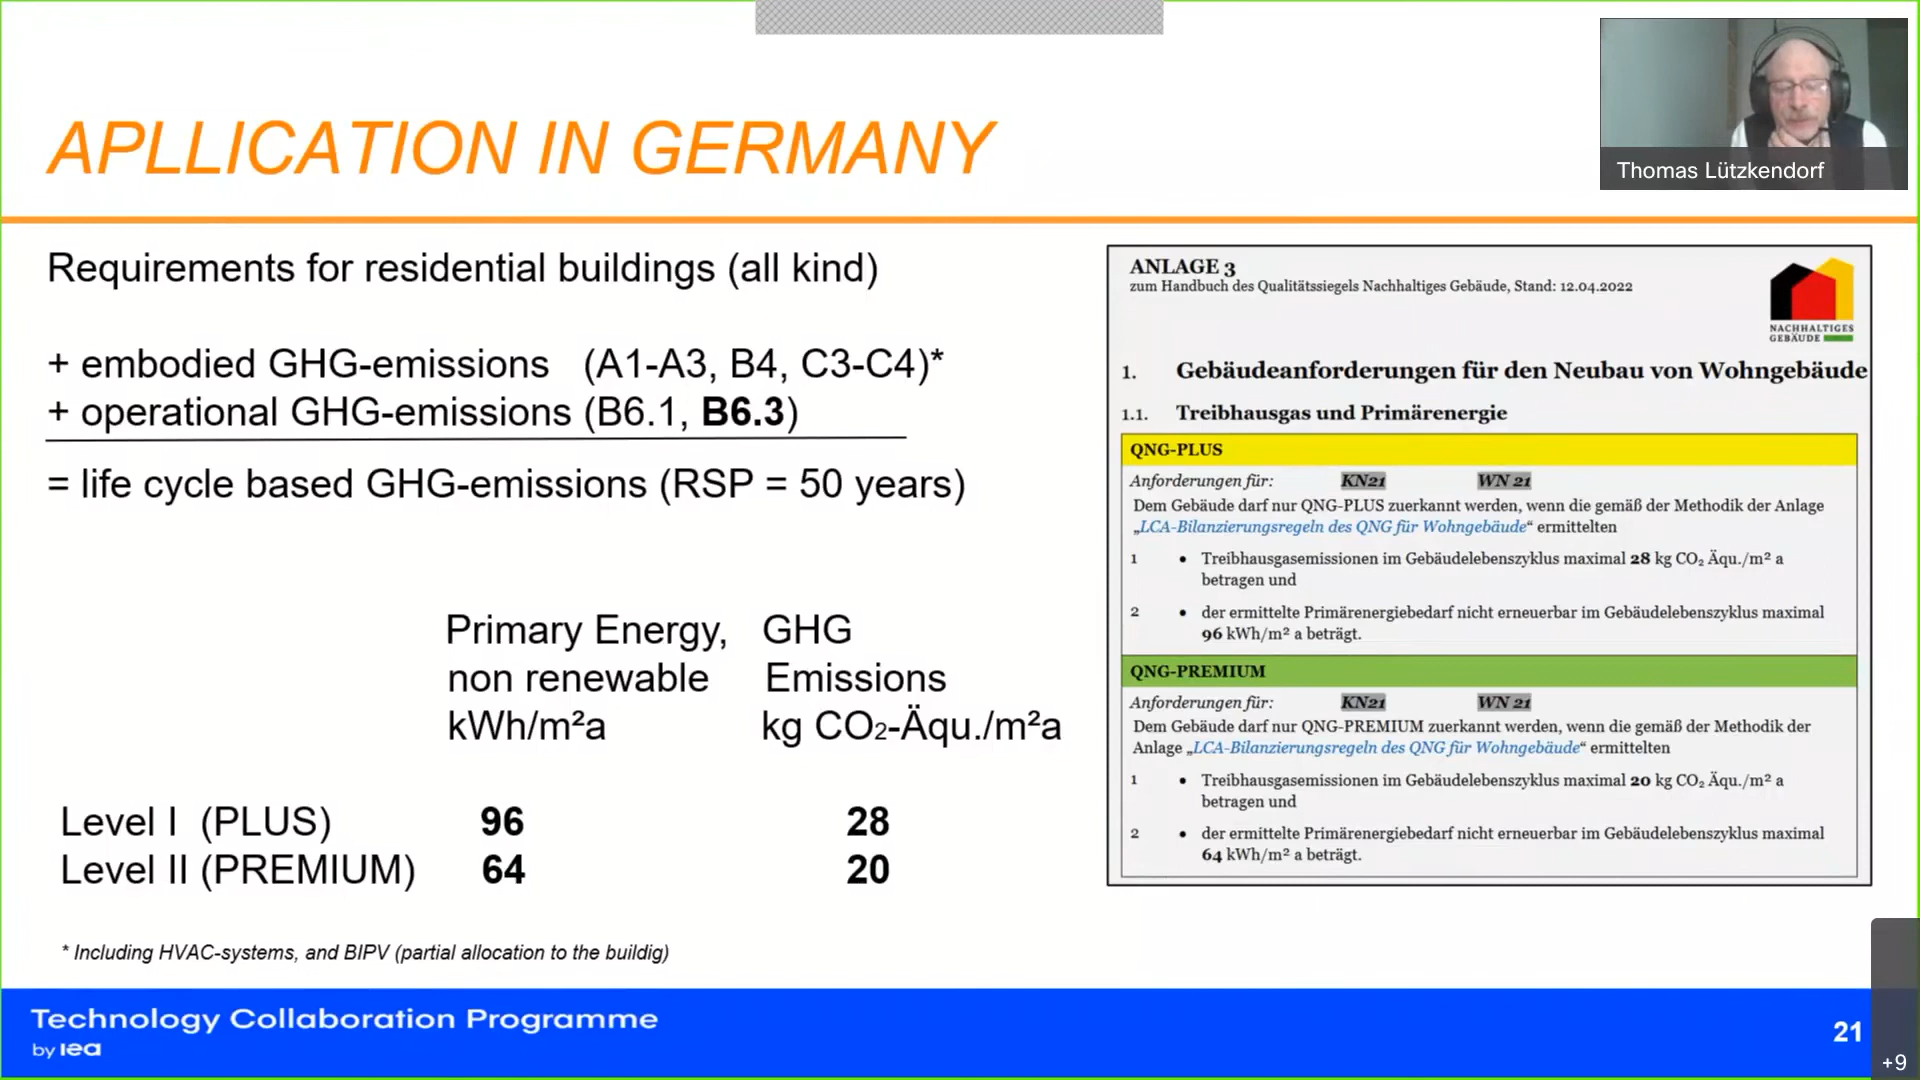 APLLICATION IN GERMANY
Thomas Lützkendorf
Requirements for residential buildings (all kind)
+ embodied GHG-emissions (A1-A3, B4, C3-C4)*
+ operational GHG-emissions (B6.1, B6.3)
= life cycle based GHG-emissions (RSP = 50 years)
Primary Energy, GHG
non renewable Emissions
kWh/m²a kg CO₂-Äqu./m²a
Level I (PLUS) 96 28
Level II (PREMIUM) 64 20
* Including HVAC-systems, and BIPV (partial allocation to the buildig)
ANLAGE 3
zum Handbuch des Qualitätssiegels Nachhaltiges Gebäude, Stand: 12.04.2022
NACHHALTIGES
GEBÄUDE
1. Gebäudeanforderungen für den Neubau von Wohngebäude
1.1. Treibhausgas und Primärenergie
QNG-PLUS
Anforderungen für: KN21 WN 21
Dem Gebäude darf nur QNG-PLUS zuerkannt werden, wenn die gemäß der Methodik der Anlage
„LCA-Bilanzierungsregeln des QNG für Wohngebäude“ ermittelten
1 • Treibhausgasemissionen im Gebäudelebenszyklus maximal 28 kg CO₂ Äqu./m² a
betragen und
2 • der ermittelte Primärenergiebedarf nicht erneuerbar im Gebäudelebenszyklus maximal
96 kWh/m² a beträgt.
QNG-PREMIUM
Anforderungen für: KN21 WN 21
Dem Gebäude darf nur QNG-PREMIUM zuerkannt werden, wenn die gemäß der Methodik der
Anlage „LCA-Bilanzierungsregeln des QNG für Wohngebäude“ ermittelten
1 • Treibhausgasemissionen im Gebäudelebenszyklus maximal 20 kg CO₂ Äqu./m² a
betragen und
2 • der ermittelte Primärenergiebedarf nicht erneuerbar im Gebäudelebenszyklus maximal
64 kWh/m² a beträgt.
Technology Collaboration Programme
by iea
21
+9